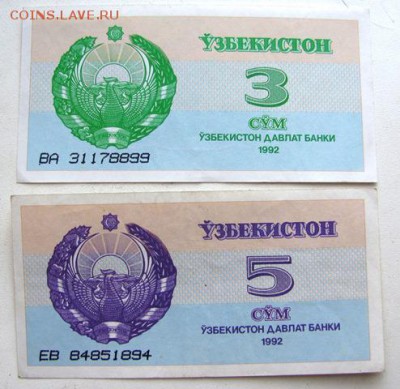 COINS.LAVE.RU
ЎЗБЕКИСТОН
3
СЎМ
ЎЗБЕКИСТОН ДАВЛАТ БАНКИ
1992
ВА 31178899
ЎЗБЕКИСТОН
5
СЎМ
ЎЗБЕКИСТОН ДАВЛАТ БАНКИ
1992
ЕВ 84851894